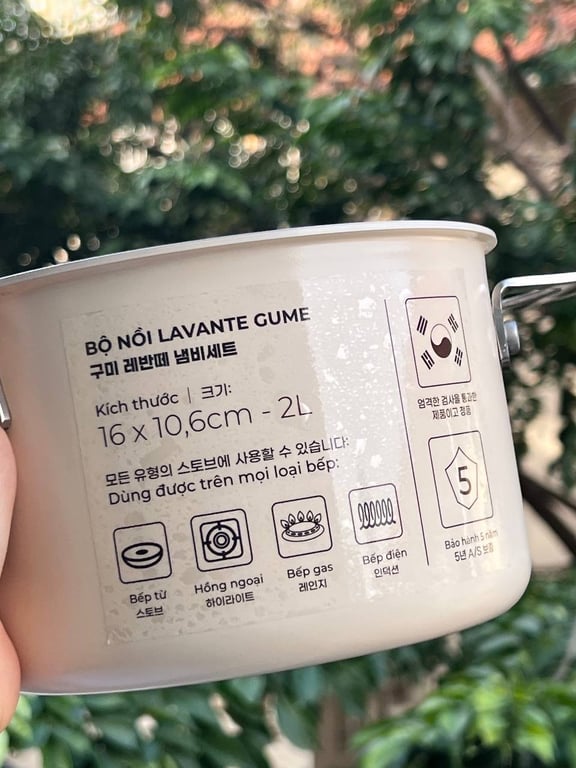 BỘ NỒI LAVANTE GUME
구미 레반떼 냄비세트
Kích thước | 크기:
16 x 10,6cm - 2L
모든 유형의 스토브에 사용할 수 있습니다:
Dùng được trên mọi loại bếp:
Bếp từ
스토브
Hồng ngoại
하이라이트
Bếp gas
레인지
Bếp điện
인덕션
엄격한 검사을 통과한
제품이고 정품
5
Bảo hành 5 năm
5년 A/S 보장